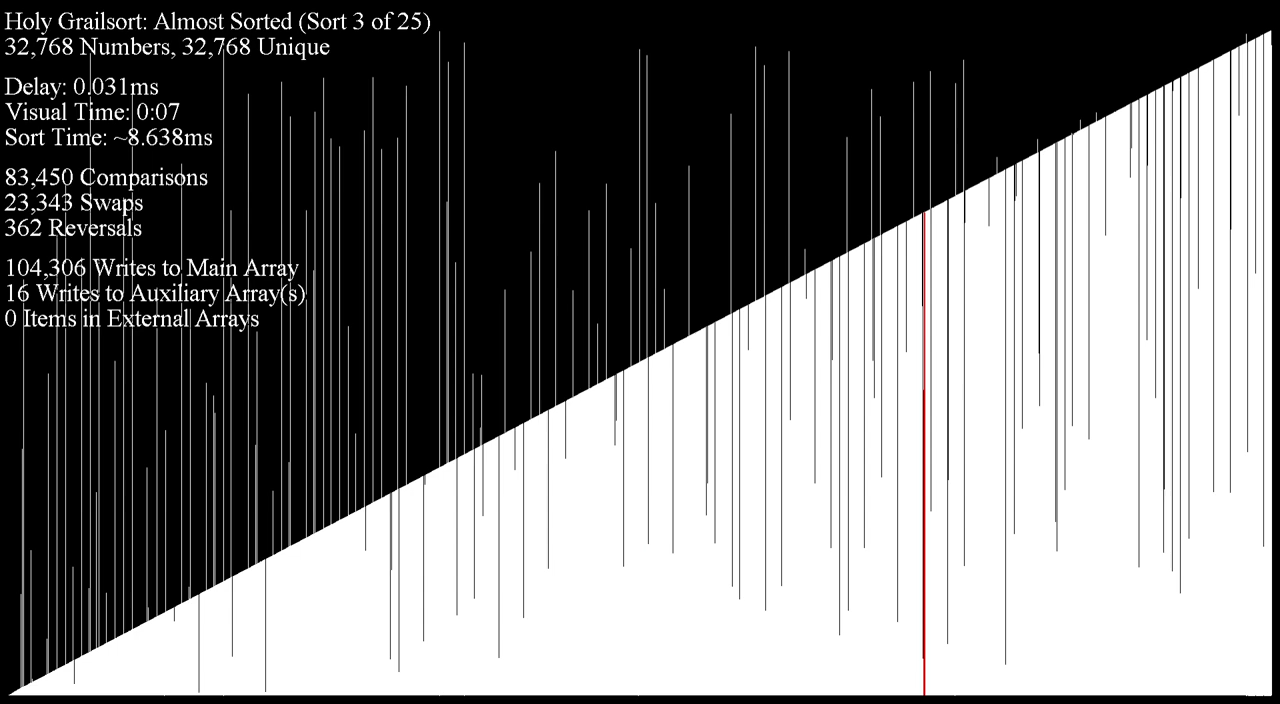 Holy Grailsort: Almost Sorted (Sort 3 of 25)
32,768 Numbers, 32,768 Unique
Delay: 0.031ms
Visual Time: 0:07
Sort Time: ~8.638ms
83,450 Comparisons
23,343 Swaps
362 Reversals
104,306 Writes to Main Array
16 Writes to Auxiliary Array(s)
0 Items in External Arrays